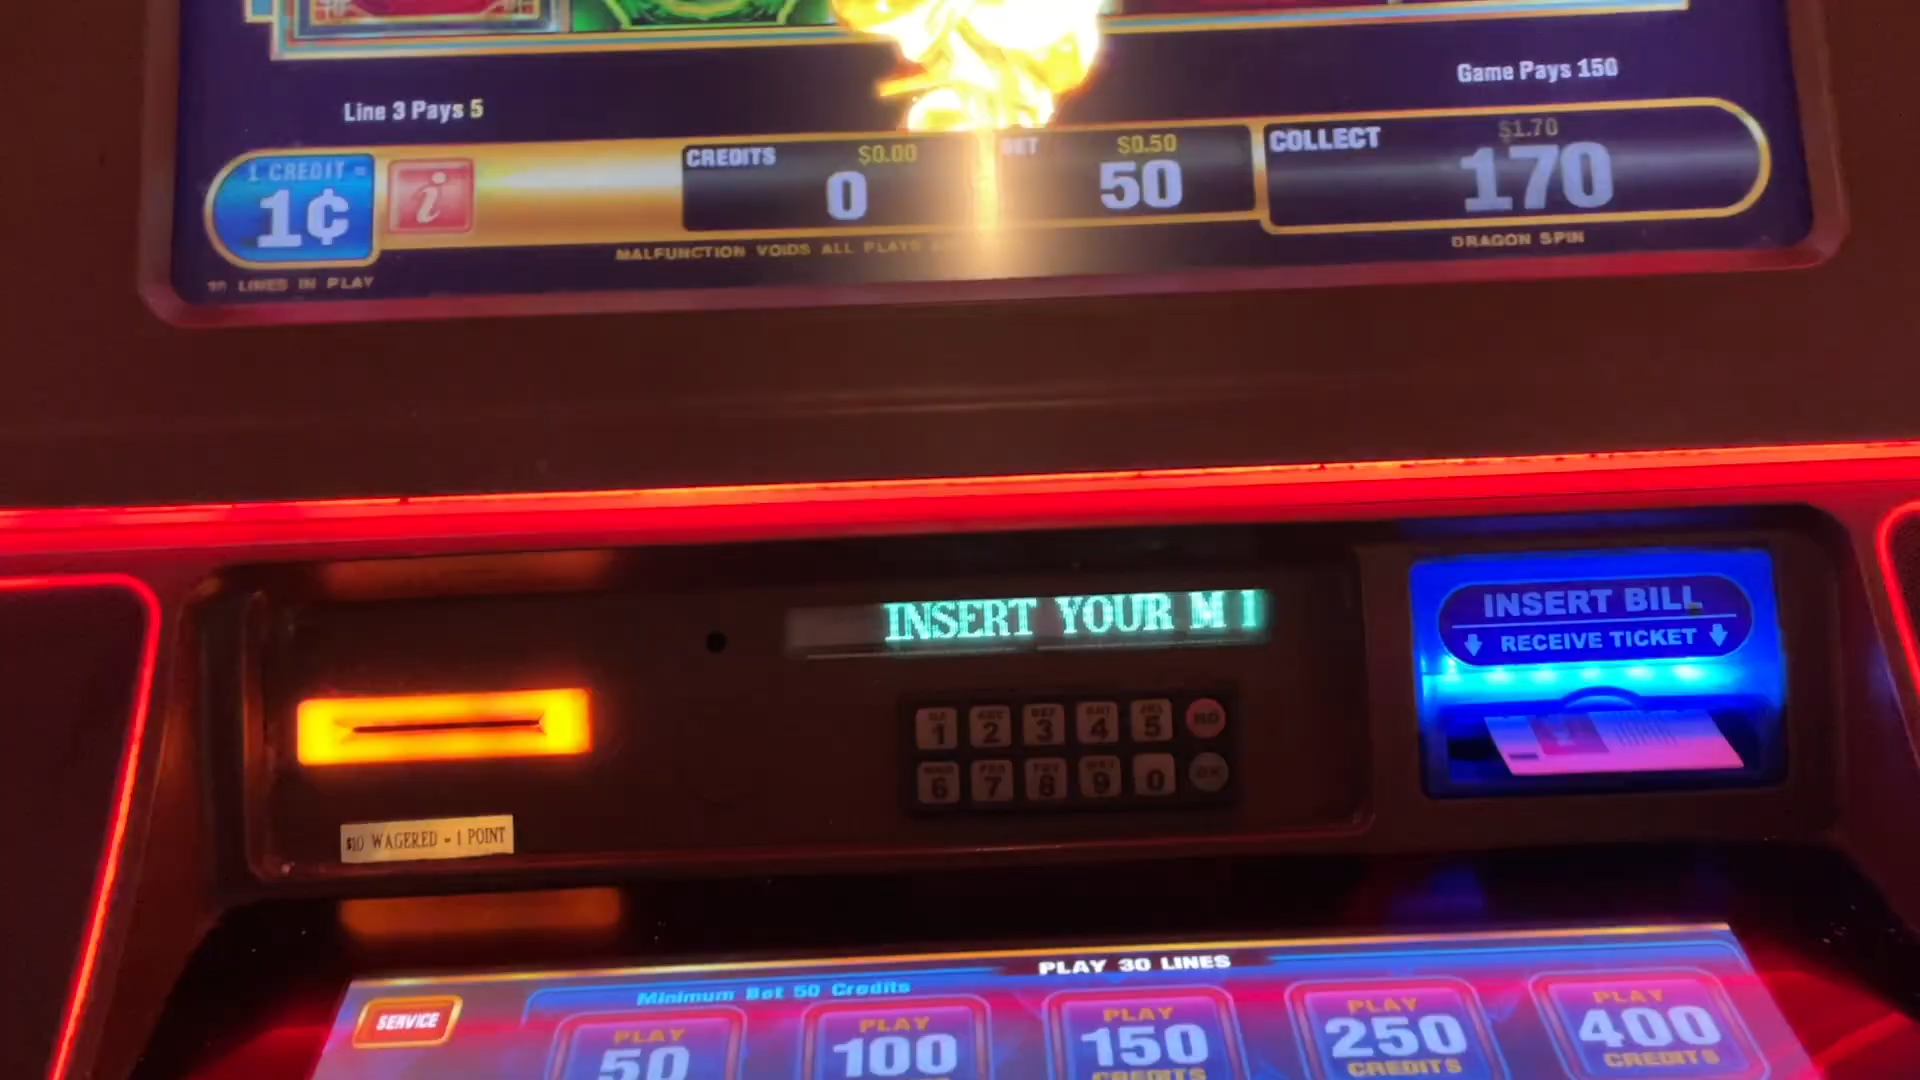 Game Pays 150
Line 3 Pays 5
1 CREDIT =
1¢
i
CREDITS $0.00
0
BET $0.50
50
COLLECT $1.70
170
MALFUNCTION VOIDS ALL PLAYS
DRAGON SPIN
30 LINES IN PLAY
INSERT YOUR M I
INSERT BILL
RECEIVE TICKET
1 2 3 4 5
6 7 8 9 0 OK
$10 WAGERED = 1 POINT
PLAY 30 LINES
Minimum Bet 50 Credits
SERVICE
PLAY
50
PLAY
100
PLAY
150
CREDITS
PLAY
250
CREDITS
PLAY
400
CREDITS